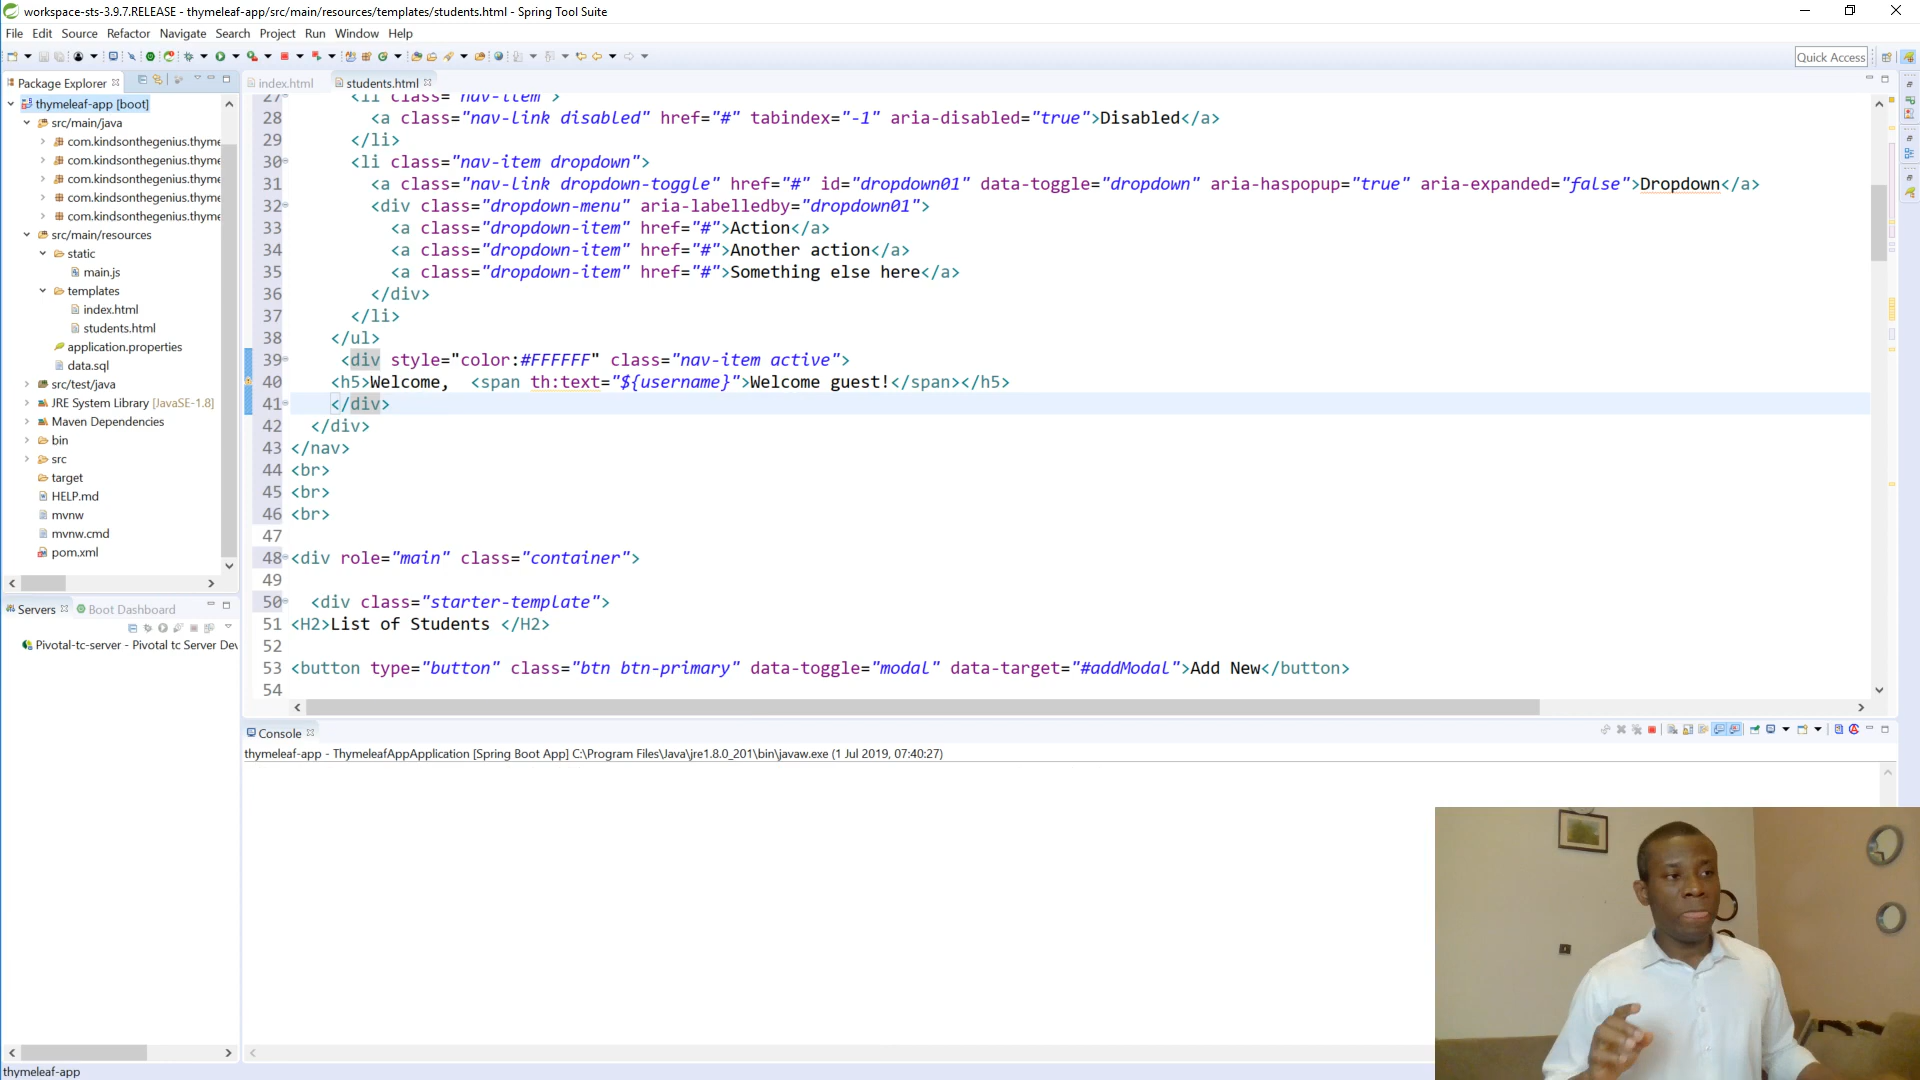 workspace-sts-3.9.7.RELEASE - thymeleaf-app/src/main/resources/templates/students.html - Spring Tool Suite
File Edit Source Refactor Navigate Search Project Run Window Help
Quick Access
Package Explorer
index.html
students.html
thymeleaf-app [boot]
src/main/java
com.kindsonthegenius.thyme
com.kindsonthegenius.thyme
com.kindsonthegenius.thyme
com.kindsonthegenius.thyme
com.kindsonthegenius.thyme
src/main/resources
static
main.js
templates
index.html
students.html
application.properties
data.sql
src/test/java
JRE System Library [JavaSE-1.8]
Maven Dependencies
bin
src
target
HELP.md
mvnw
mvnw.cmd
pom.xml
27 <li class="nav-item">
28 <a class="nav-link disabled" href="#" tabindex="-1" aria-disabled="true">Disabled</a>
29 </li>
30 <li class="nav-item dropdown">
31 <a class="nav-link dropdown-toggle" href="#" id="dropdown01" data-toggle="dropdown" aria-haspopup="true" aria-expanded="false">Dropdown</a>
32 <div class="dropdown-menu" aria-labelledby="dropdown01">
33 <a class="dropdown-item" href="#">Action</a>
34 <a class="dropdown-item" href="#">Another action</a>
35 <a class="dropdown-item" href="#">Something else here</a>
36 </div>
37 </li>
38 </ul>
39 <div style="color:#FFFFFF" class="nav-item active">
40 <h5>Welcome,  <span th:text="${username}">Welcome guest!</span></h5>
41 </div>
42 </div>
43 </nav>
44 <br>
45 <br>
46 <br>
47
48 <div role="main" class="container">
49
50 <div class="starter-template">
51 <H2>List of Students </H2>
52
53 <button type="button" class="btn btn-primary" data-toggle="modal" data-target="#addModal">Add New</button>
54
Servers
Boot Dashboard
Pivotal-tc-server - Pivotal tc Server Dev
Console
thymeleaf-app - ThymeleafAppApplication [Spring Boot App] C:\Program Files\Java\jre1.8.0_201\bin\javaw.exe (1 Jul 2019, 07:40:27)
thymeleaf-app